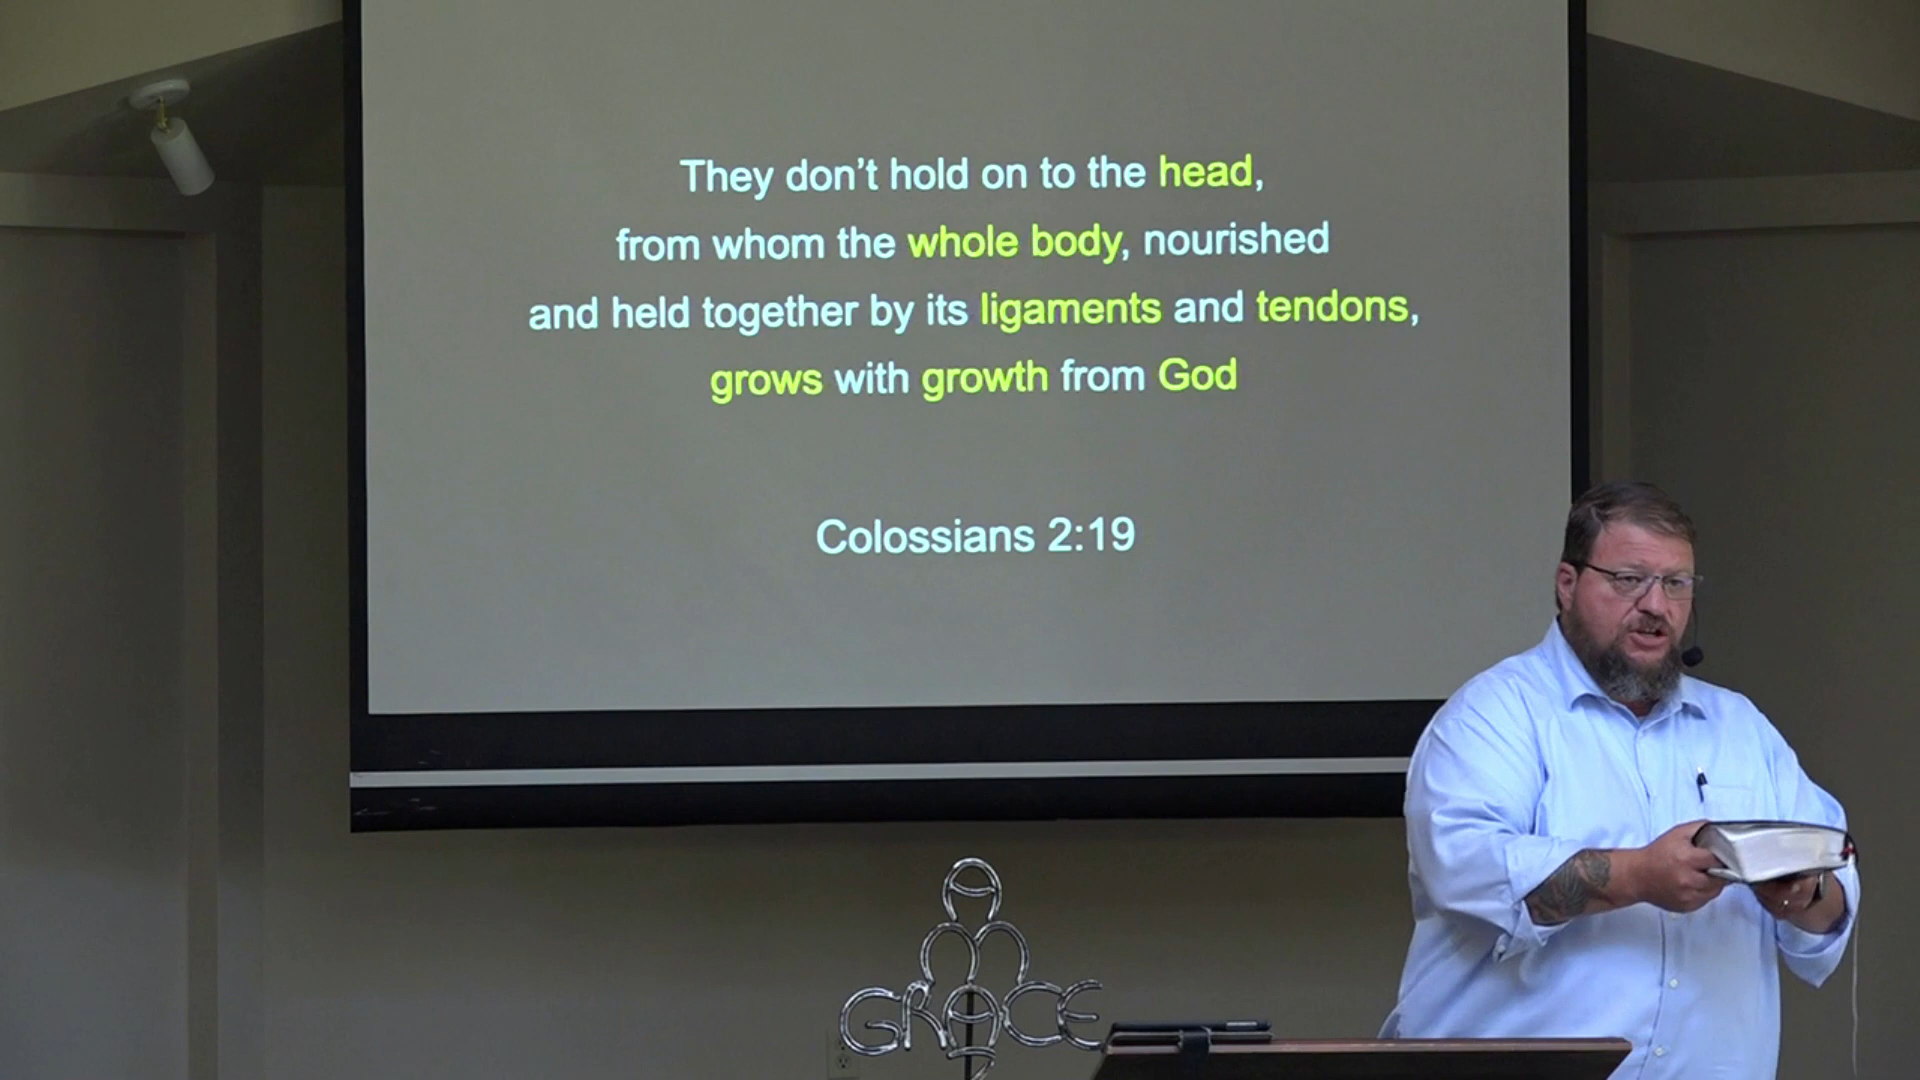 They don't hold on to the head,
from whom the whole body, nourished
and held together by its ligaments and tendons,
grows with growth from God
Colossians 2:19
GRACE